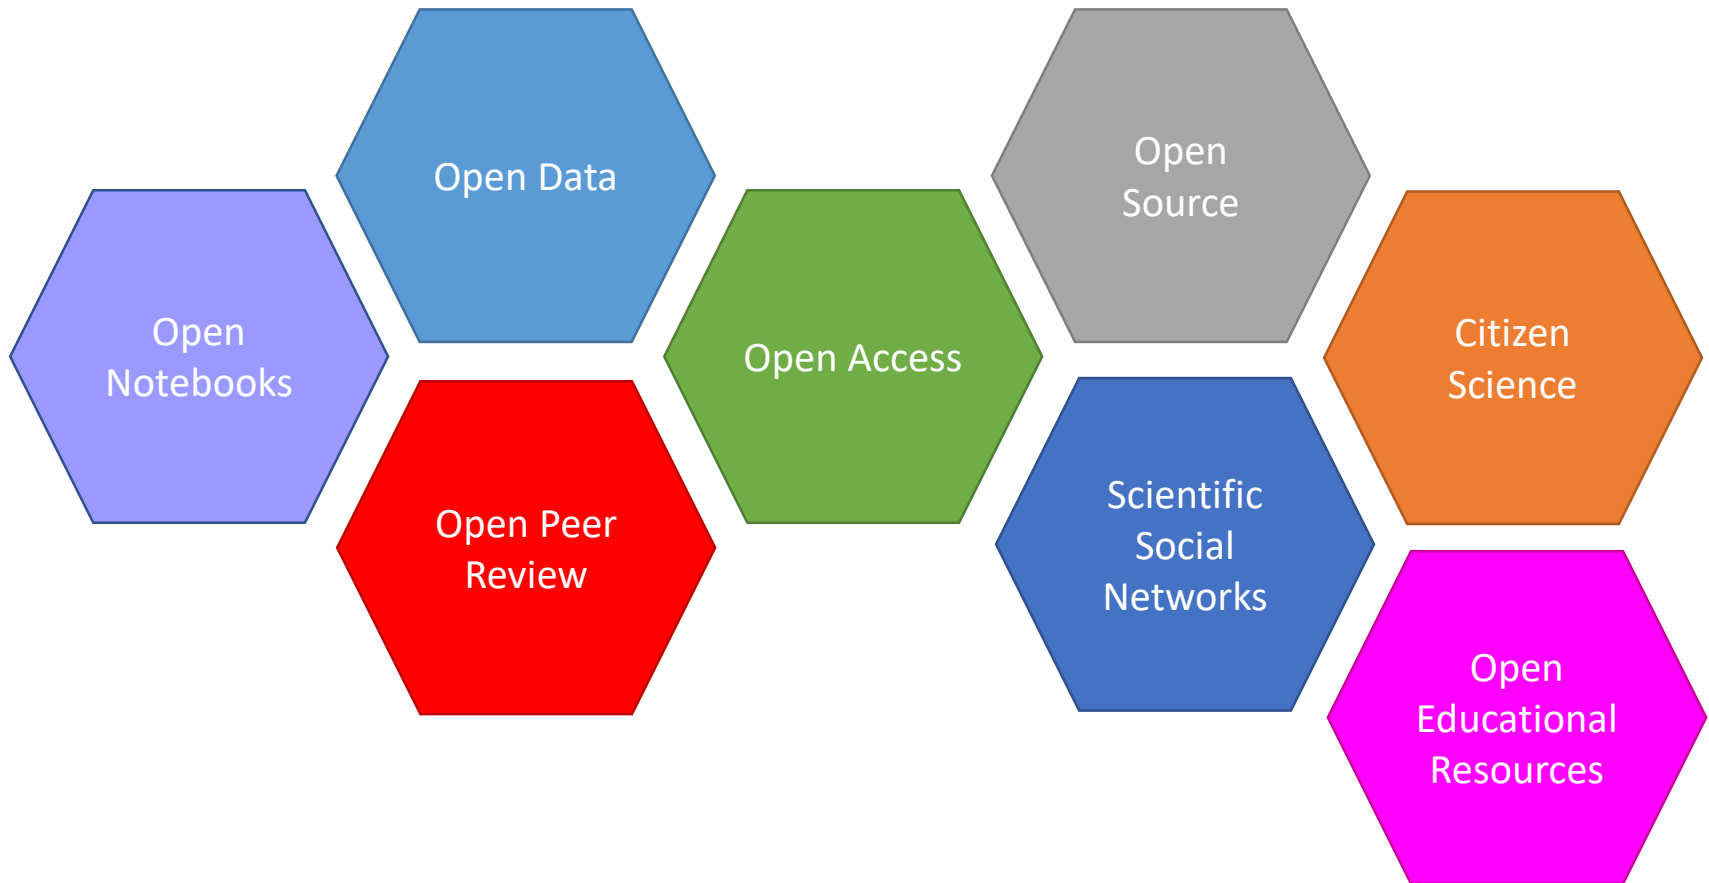 Open Data
Open
Source
Open
Notebooks
Open Access
Citizen
Science
Open Peer
Review
Scientific
Social
Networks
Open
Educational
Resources